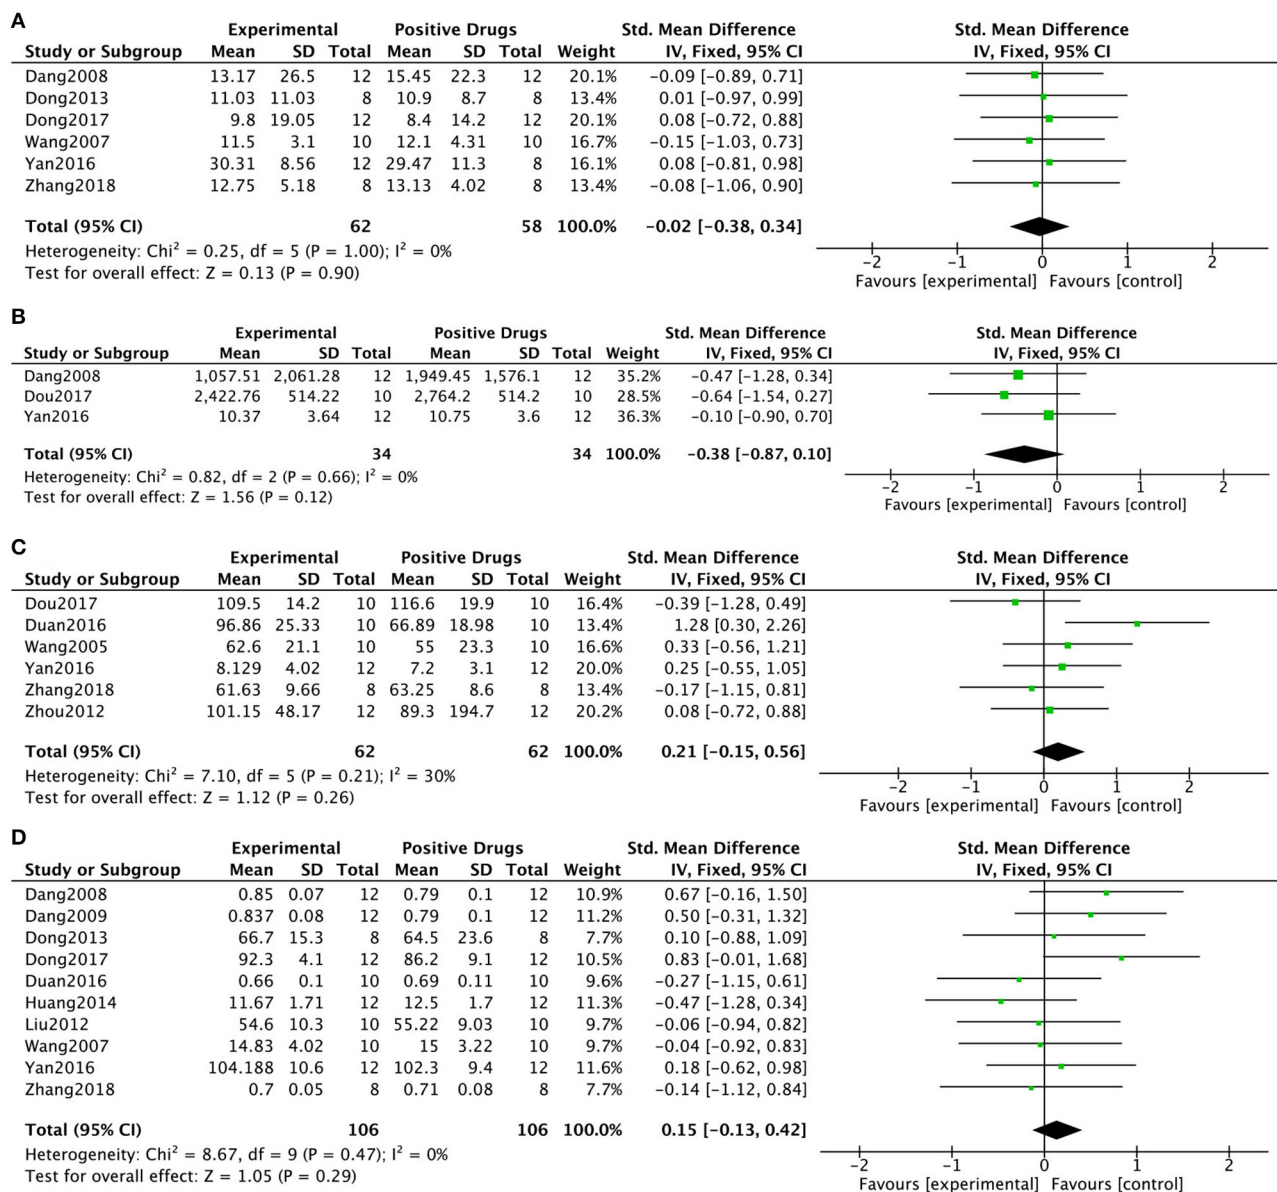 A
Experimental Positive Drugs Std. Mean Difference Std. Mean Difference
Study or Subgroup Mean SD Total Mean SD Total Weight IV, Fixed, 95% CI IV, Fixed, 95% CI
Dang2008 13.17 26.5 12 15.45 22.3 12 20.1% −0.09 [−0.89, 0.71]
Dong2013 11.03 11.03 8 10.9 8.7 8 13.4% 0.01 [−0.97, 0.99]
Dong2017 9.8 19.05 12 8.4 14.2 12 20.1% 0.08 [−0.72, 0.88]
Wang2007 11.5 3.1 10 12.1 4.31 10 16.7% −0.15 [−1.03, 0.73]
Yan2016 30.31 8.56 12 29.47 11.3 8 16.1% 0.08 [−0.81, 0.98]
Zhang2018 12.75 5.18 8 13.13 4.02 8 13.4% −0.08 [−1.06, 0.90]
Total (95% CI) 62 58 100.0% −0.02 [−0.38, 0.34]
Heterogeneity: Chi² = 0.25, df = 5 (P = 1.00); I² = 0%
Test for overall effect: Z = 0.13 (P = 0.90)
−2 −1 0 1 2
Favours [experimental] Favours [control]
B
Experimental Positive Drugs Std. Mean Difference Std. Mean Difference
Study or Subgroup Mean SD Total Mean SD Total Weight IV, Fixed, 95% CI IV, Fixed, 95% CI
Dang2008 1,057.51 2,061.28 12 1,949.45 1,576.1 12 35.2% −0.47 [−1.28, 0.34]
Dou2017 2,422.76 514.22 10 2,764.2 514.2 10 28.5% −0.64 [−1.54, 0.27]
Yan2016 10.37 3.64 12 10.75 3.6 12 36.3% −0.10 [−0.90, 0.70]
Total (95% CI) 34 34 100.0% −0.38 [−0.87, 0.10]
Heterogeneity: Chi² = 0.82, df = 2 (P = 0.66); I² = 0%
Test for overall effect: Z = 1.56 (P = 0.12)
−2 −1 0 1 2
Favours [experimental] Favours [control]
C
Experimental Positive Drugs Std. Mean Difference Std. Mean Difference
Study or Subgroup Mean SD Total Mean SD Total Weight IV, Fixed, 95% CI IV, Fixed, 95% CI
Dou2017 109.5 14.2 10 116.6 19.9 10 16.4% −0.39 [−1.28, 0.49]
Duan2016 96.86 25.33 10 66.89 18.98 10 13.4% 1.28 [0.30, 2.26]
Wang2005 62.6 21.1 10 55 23.3 10 16.6% 0.33 [−0.56, 1.21]
Yan2016 8.129 4.02 12 7.2 3.1 12 20.0% 0.25 [−0.55, 1.05]
Zhang2018 61.63 9.66 8 63.25 8.6 8 13.4% −0.17 [−1.15, 0.81]
Zhou2012 101.15 48.17 12 89.3 194.7 12 20.2% 0.08 [−0.72, 0.88]
Total (95% CI) 62 62 100.0% 0.21 [−0.15, 0.56]
Heterogeneity: Chi² = 7.10, df = 5 (P = 0.21); I² = 30%
Test for overall effect: Z = 1.12 (P = 0.26)
−2 −1 0 1 2
Favours [experimental] Favours [control]
D
Experimental Positive Drugs Std. Mean Difference Std. Mean Difference
Study or Subgroup Mean SD Total Mean SD Total Weight IV, Fixed, 95% CI IV, Fixed, 95% CI
Dang2008 0.85 0.07 12 0.79 0.1 12 10.9% 0.67 [−0.16, 1.50]
Dang2009 0.837 0.08 12 0.79 0.1 12 11.2% 0.50 [−0.31, 1.32]
Dong2013 66.7 15.3 8 64.5 23.6 8 7.7% 0.10 [−0.88, 1.09]
Dong2017 92.3 4.1 12 86.2 9.1 12 10.5% 0.83 [−0.01, 1.68]
Duan2016 0.66 0.1 10 0.69 0.11 10 9.6% −0.27 [−1.15, 0.61]
Huang2014 11.67 1.71 12 12.5 1.7 12 11.3% −0.47 [−1.28, 0.34]
Liu2012 54.6 10.3 10 55.22 9.03 10 9.7% −0.06 [−0.94, 0.82]
Wang2007 14.83 4.02 10 15 3.22 10 9.7% −0.04 [−0.92, 0.83]
Yan2016 104.188 10.6 12 102.3 9.4 12 11.6% 0.18 [−0.62, 0.98]
Zhang2018 0.7 0.05 8 0.71 0.08 8 7.7% −0.14 [−1.12, 0.84]
Total (95% CI) 106 106 100.0% 0.15 [−0.13, 0.42]
Heterogeneity: Chi² = 8.67, df = 9 (P = 0.47); I² = 0%
Test for overall effect: Z = 1.05 (P = 0.29)
−2 −1 0 1 2
Favours [experimental] Favours [control]